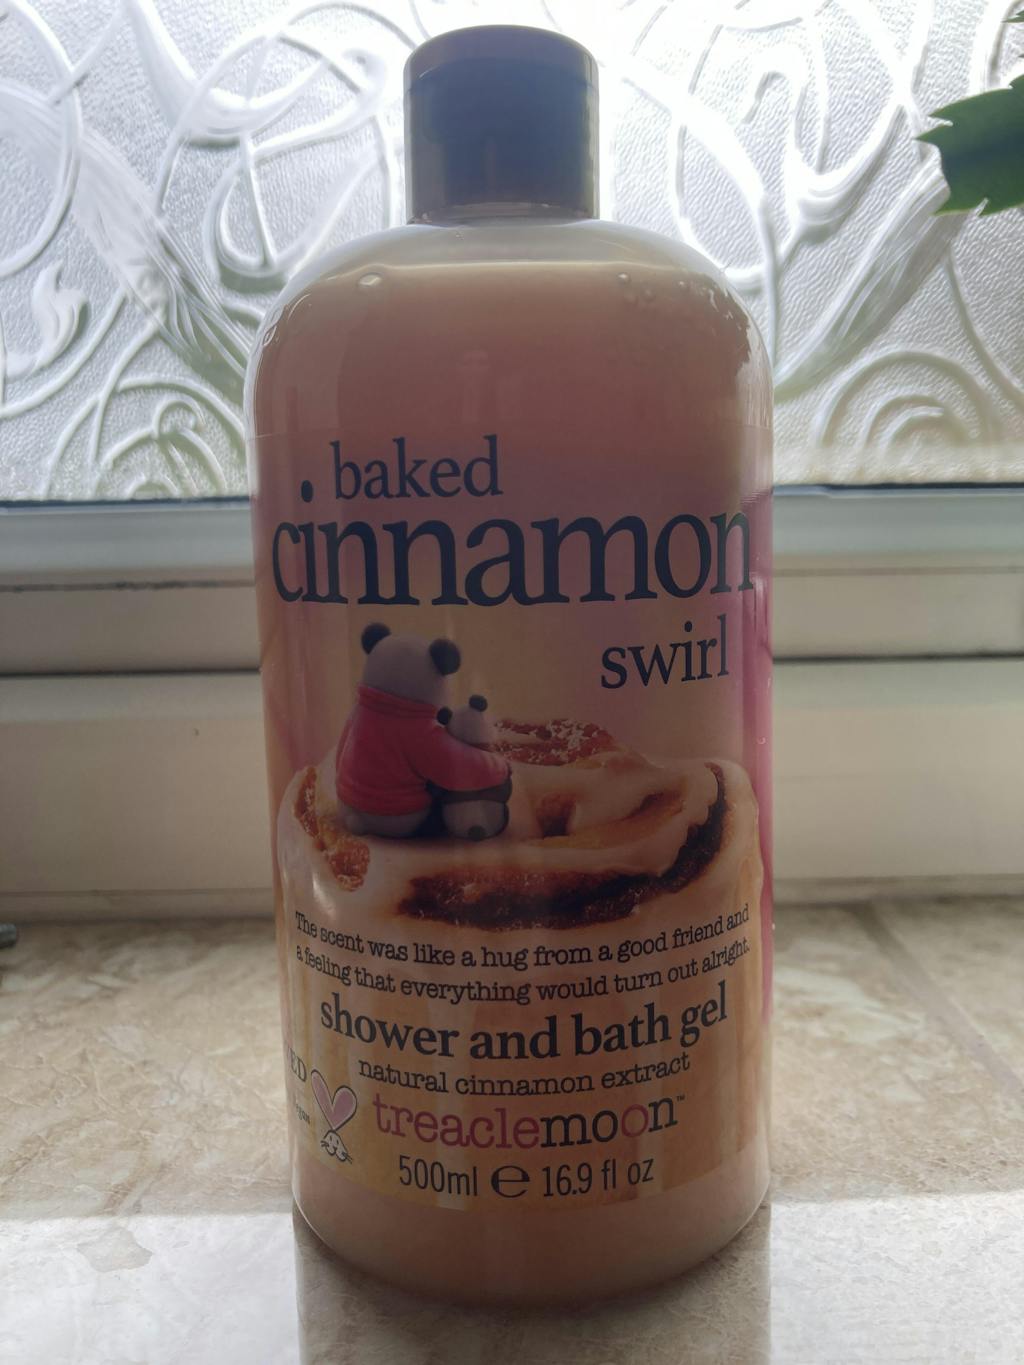 baked
cinnamon
swirl
The scent was like a hug from a good friend and
a feeling that everything would turn out alright.
shower and bath gel
natural cinnamon extract
treaclemoon™
500ml ℮ 16.9 fl oz